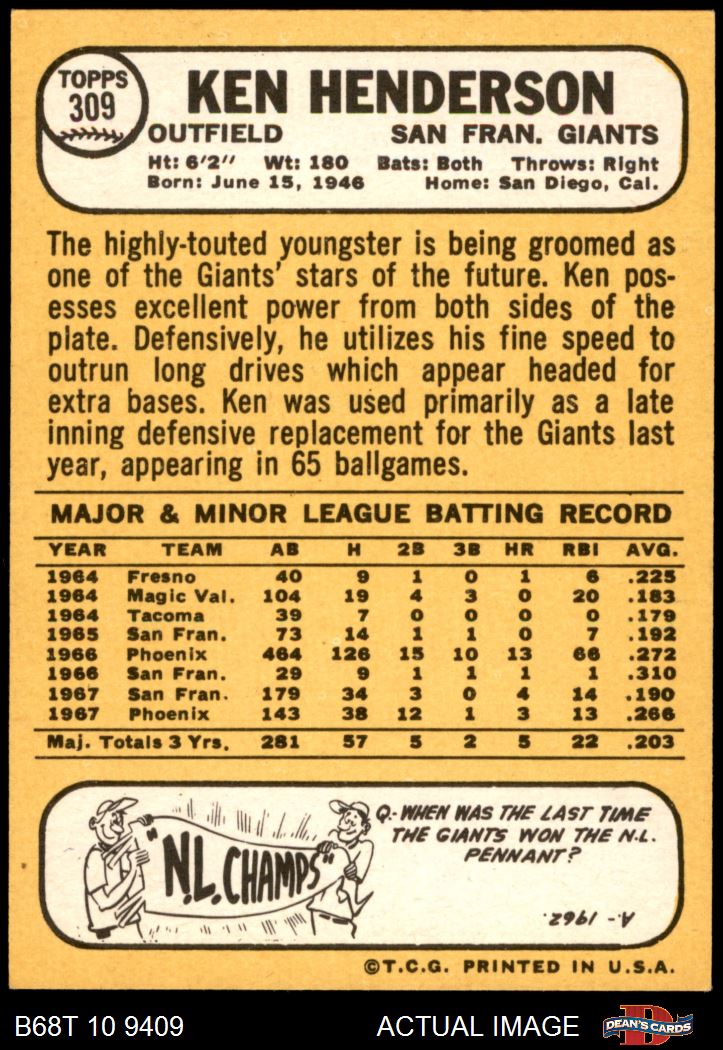 TOPPS
309
KEN HENDERSON
OUTFIELD SAN FRAN. GIANTS
Ht: 6'2" Wt: 180 Bats: Both Throws: Right
Born: June 15, 1946 Home: San Diego, Cal.
The highly-touted youngster is being groomed as
one of the Giants' stars of the future. Ken pos-
esses excellent power from both sides of the
plate. Defensively, he utilizes his fine speed to
outrun long drives which appear headed for
extra bases. Ken was used primarily as a late
inning defensive replacement for the Giants last
year, appearing in 65 ballgames.
MAJOR & MINOR LEAGUE BATTING RECORD
YEAR TEAM AB H 2B 3B HR RBI AVG.
1964 Fresno 40 9 1 0 1 6 .225
1964 Magic Val. 104 19 4 3 0 20 .183
1964 Tacoma 39 7 0 0 0 0 .179
1965 San Fran. 73 14 1 1 0 7 .192
1966 Phoenix 464 126 15 10 13 66 .272
1966 San Fran. 29 9 1 1 1 1 .310
1967 San Fran. 179 34 3 0 4 14 .190
1967 Phoenix 143 38 12 1 3 13 .266
Maj. Totals 3 Yrs. 281 57 5 2 5 22 .203
"N.L. CHAMPS"
Q.- WHEN WAS THE LAST TIME
THE GIANTS WON THE N.L.
PENNANT?
A.- 1962.
©T.C.G. PRINTED IN U.S.A.
B68T 10 9409 ACTUAL IMAGE D DEAN'S CARDS